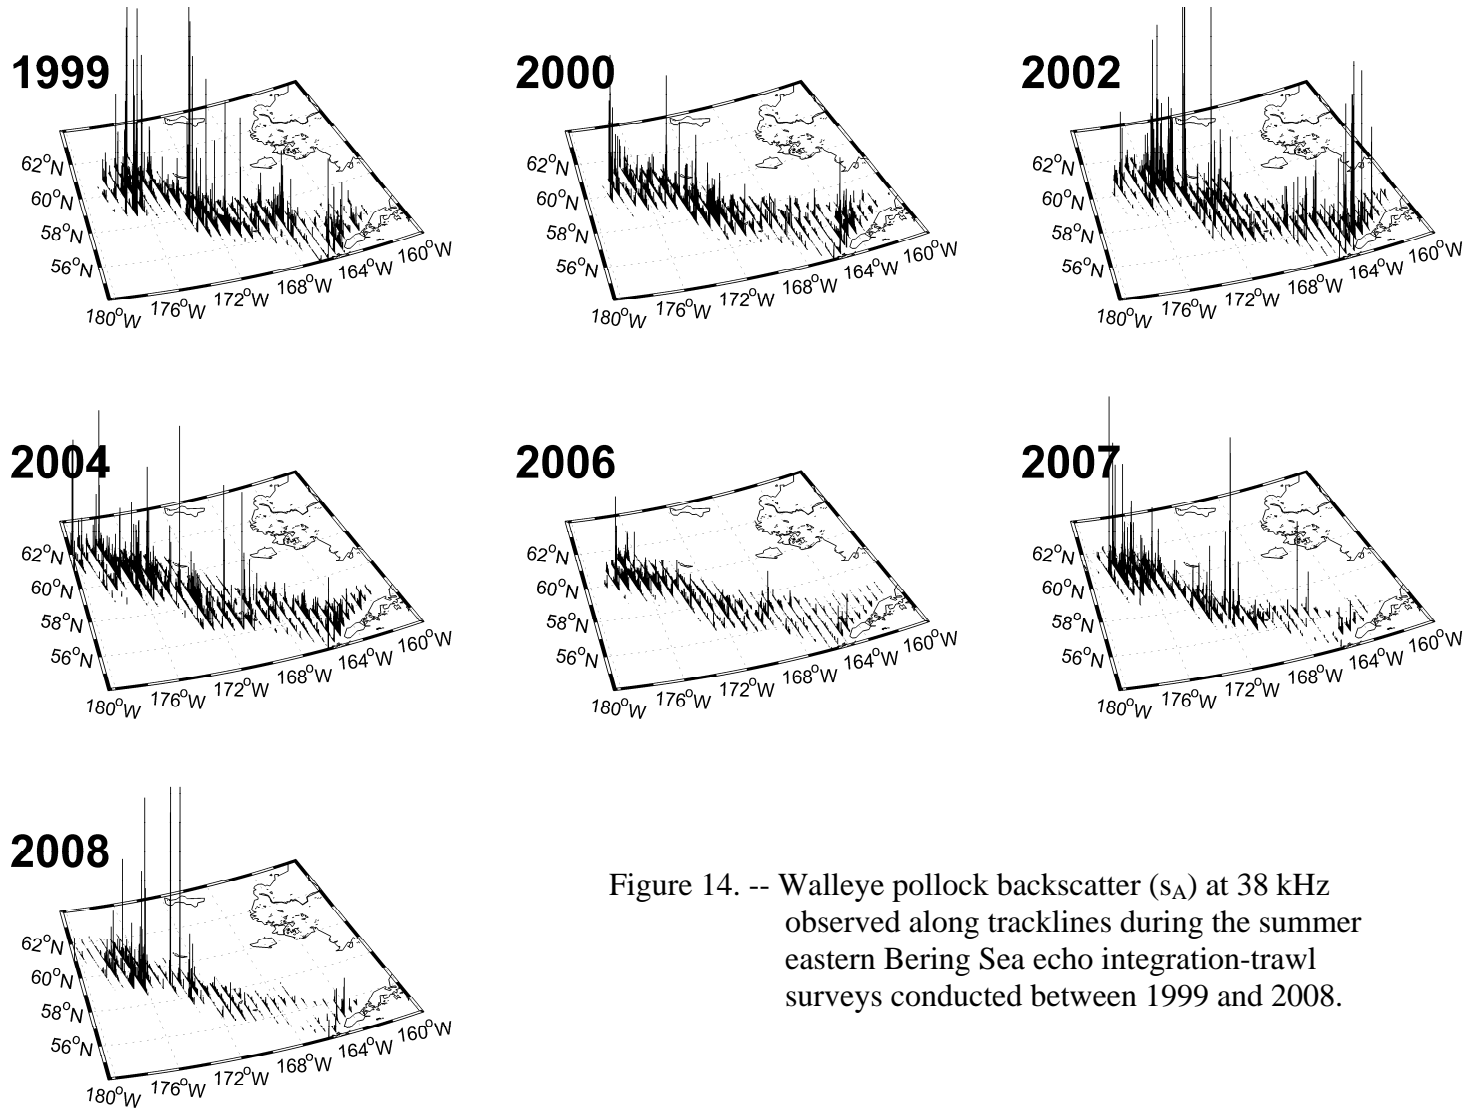 1999
62°N
60°N
58°N
56°N
180°W
176°W
172°W
168°W
164°W
160°W
2000
62°N
60°N
58°N
56°N
180°W
176°W
172°W
168°W
164°W
160°W
2002
62°N
60°N
58°N
56°N
180°W
176°W
172°W
168°W
164°W
160°W
2004
62°N
60°N
58°N
56°N
180°W
176°W
172°W
168°W
164°W
160°W
2006
62°N
60°N
58°N
56°N
180°W
176°W
172°W
168°W
164°W
160°W
2007
62°N
60°N
58°N
56°N
180°W
176°W
172°W
168°W
164°W
160°W
2008
62°N
60°N
58°N
56°N
180°W
176°W
172°W
168°W
164°W
160°W
Figure 14. -- Walleye pollock backscatter (sA) at 38 kHz
observed along tracklines during the summer
eastern Bering Sea echo integration-trawl
surveys conducted between 1999 and 2008.